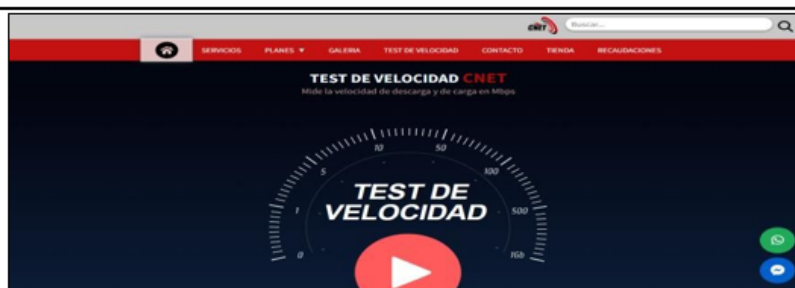 CNET
Buscar...
SERVICIOS PLANES ▼ GALERIA TEST DE VELOCIDAD CONTACTO TIENDA RECAUDACIONES
TEST DE VELOCIDAD CNET
Mide la velocidad de descarga y de carga en Mbps
10 50
5 100
TEST DE
1 VELOCIDAD 500
0 1Gb